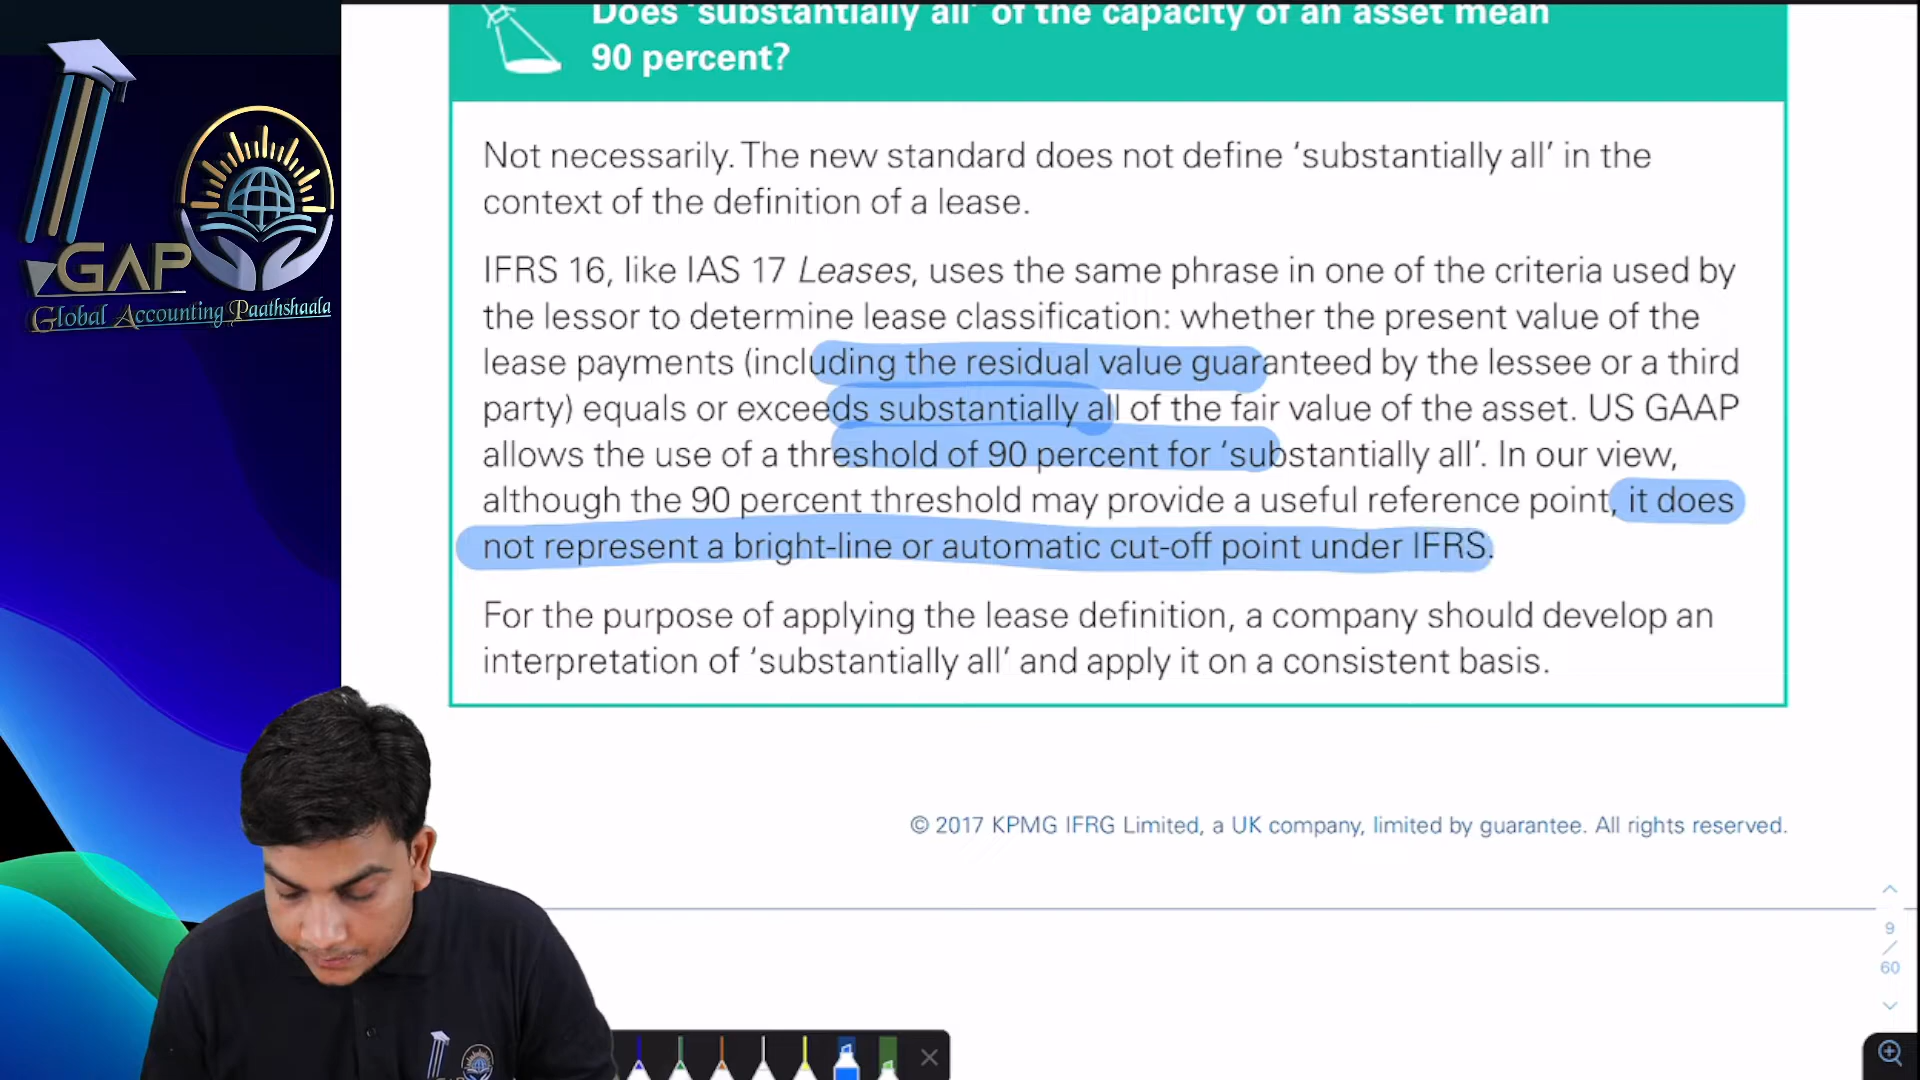 Does 'substantially all' of the capacity of an asset mean
90 percent?
GAP
Global Accounting Paathshaala
Not necessarily. The new standard does not define 'substantially all' in the
context of the definition of a lease.
IFRS 16, like IAS 17 Leases, uses the same phrase in one of the criteria used by
the lessor to determine lease classification: whether the present value of the
lease payments (including the residual value guaranteed by the lessee or a third
party) equals or exceeds substantially all of the fair value of the asset. US GAAP
allows the use of a threshold of 90 percent for 'substantially all'. In our view,
although the 90 percent threshold may provide a useful reference point, it does
not represent a bright-line or automatic cut-off point under IFRS.
For the purpose of applying the lease definition, a company should develop an
interpretation of 'substantially all' and apply it on a consistent basis.
© 2017 KPMG IFRG Limited, a UK company, limited by guarantee. All rights reserved.
9
/
60